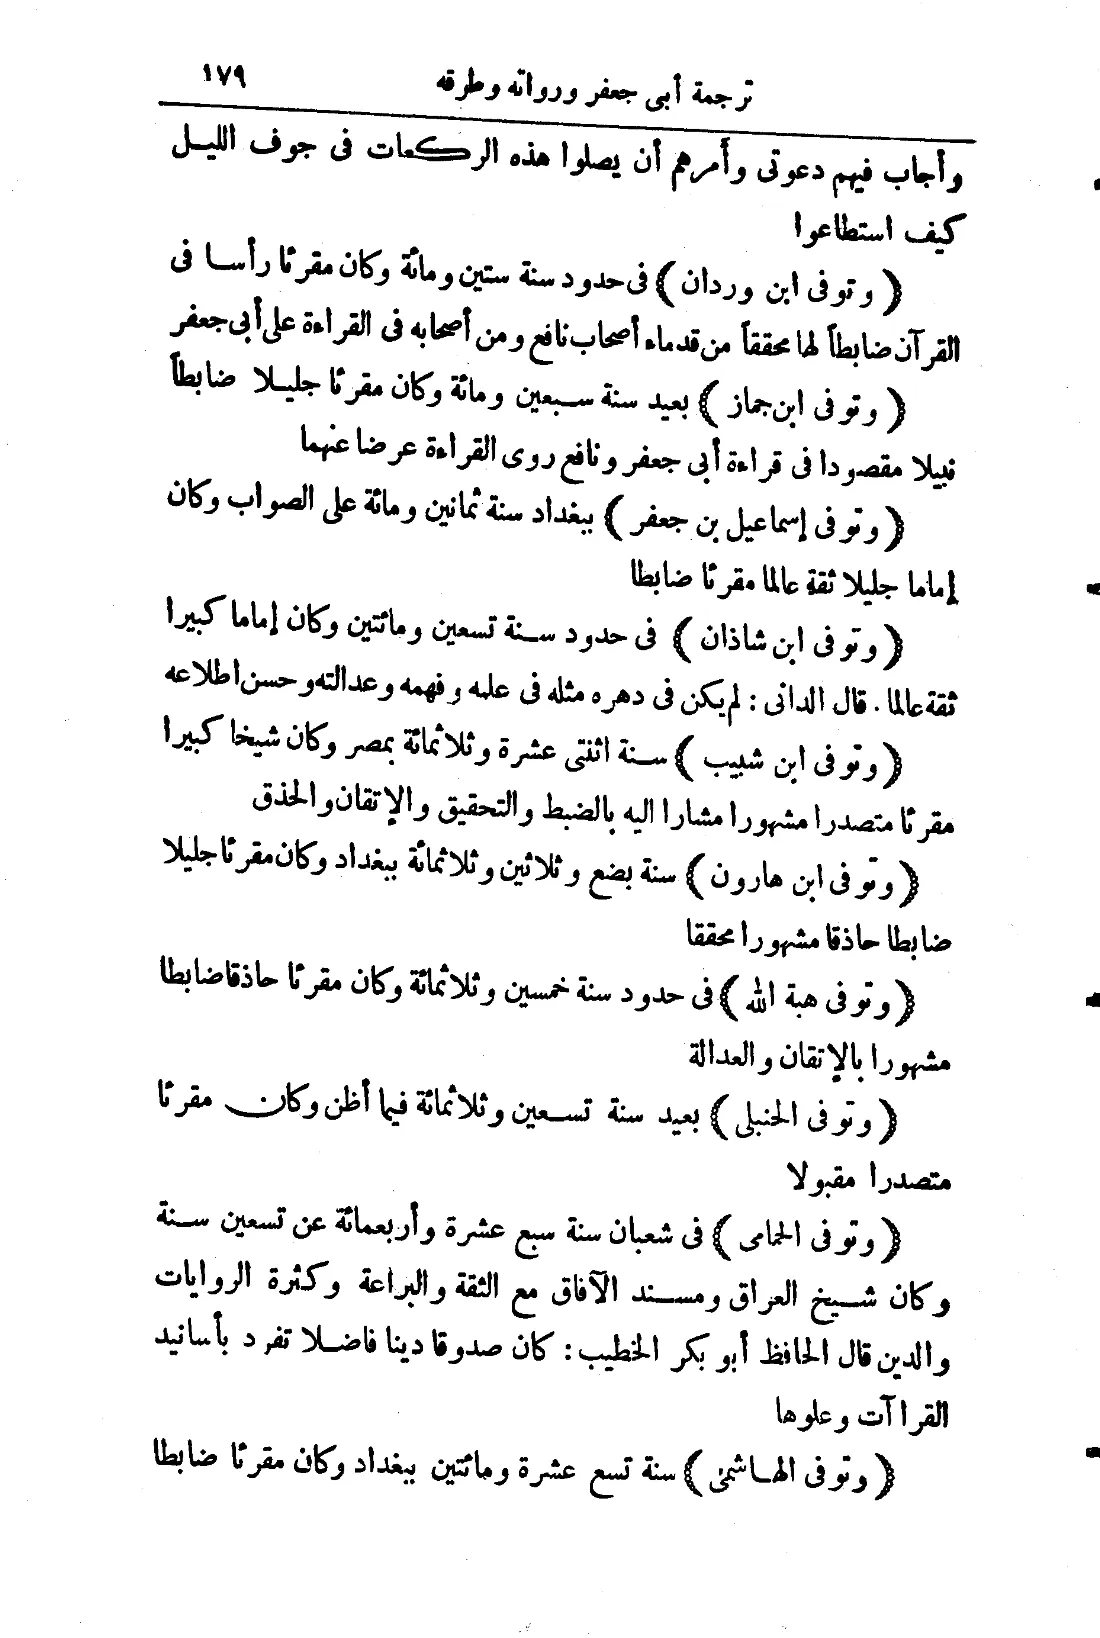 ترجمة أبى جعفر ورواته وطرقه ١٧٩
وأجاب فيهم دعوتى وأمرهم أن يصلوا هذه الركعات فى جوف الليل
كيف استطاعوا
﴿ وتوفى ابن وردان ﴾ فى حدود سنة ستين ومائة وكان مقرئا رأسا فى
القرآن ضابطاً لها محققاً من قدماء أصحاب نافع ومن أصحابه فى القراءة على أبى جعفر
﴿ وتوفى ابن جماز ﴾ بعيد سنة سبعين ومائة وكان مقرئا جليلا ضابطاً
نبيلا مقصودا فى قراءة أبى جعفر ونافع روى القراءة عرضا عنهما
﴿ وتوفى إسماعيل بن جعفر ﴾ ببغداد سنة ثمانين ومائة على الصواب وكان
إماما جليلا ثقة عالما مقرئا ضابطا
﴿ وتوفى ابن شاذان ﴾ فى حدود سنة تسعين ومائتين وكان إماما كبيرا
ثقة عالما . قال الدانى : لم يكن فى دهره مثله فى علمه وفهمه وعدالته وحسن اطلاعه
﴿ وتوفى ابن شبيب ﴾ سنة اثنتى عشرة وثلاثمائة بمصر وكان شيخا كبيرا
مقرئا متصدرا مشهورا مشارا اليه بالضبط والتحقيق والإتقان والحذق
﴿ وتوفى ابن هارون ﴾ سنة بضع وثلاثين وثلاثمائة ببغداد وكان مقرئا جليلا
ضابطا حاذقا مشهورا محققا
﴿ وتوفى هبة الله ﴾ فى حدود سنة خمسين وثلاثمائة وكان مقرئا حاذقا ضابطا
مشهورا بالإتقان والعدالة
﴿ وتوفى الحنبلى ﴾ بعيد سنة تسعين وثلاثمائة فيما أظن وكان مقرئا
متصدرا مقبولا
﴿ وتوفى الحمامى ﴾ فى شعبان سنة سبع عشرة وأربعمائة عن تسعين سنة
وكان شيخ العراق ومسند الآفاق مع الثقة والبراعة وكثرة الروايات
والدين قال الحافظ أبو بكر الخطيب : كان صدوقا دينا فاضلا تفرد بأسانيد
القراآت وعلوها
﴿ وتوفى الهاشمى ﴾ سنة تسع عشرة ومائتين ببغداد وكان مقرئا ضابطا